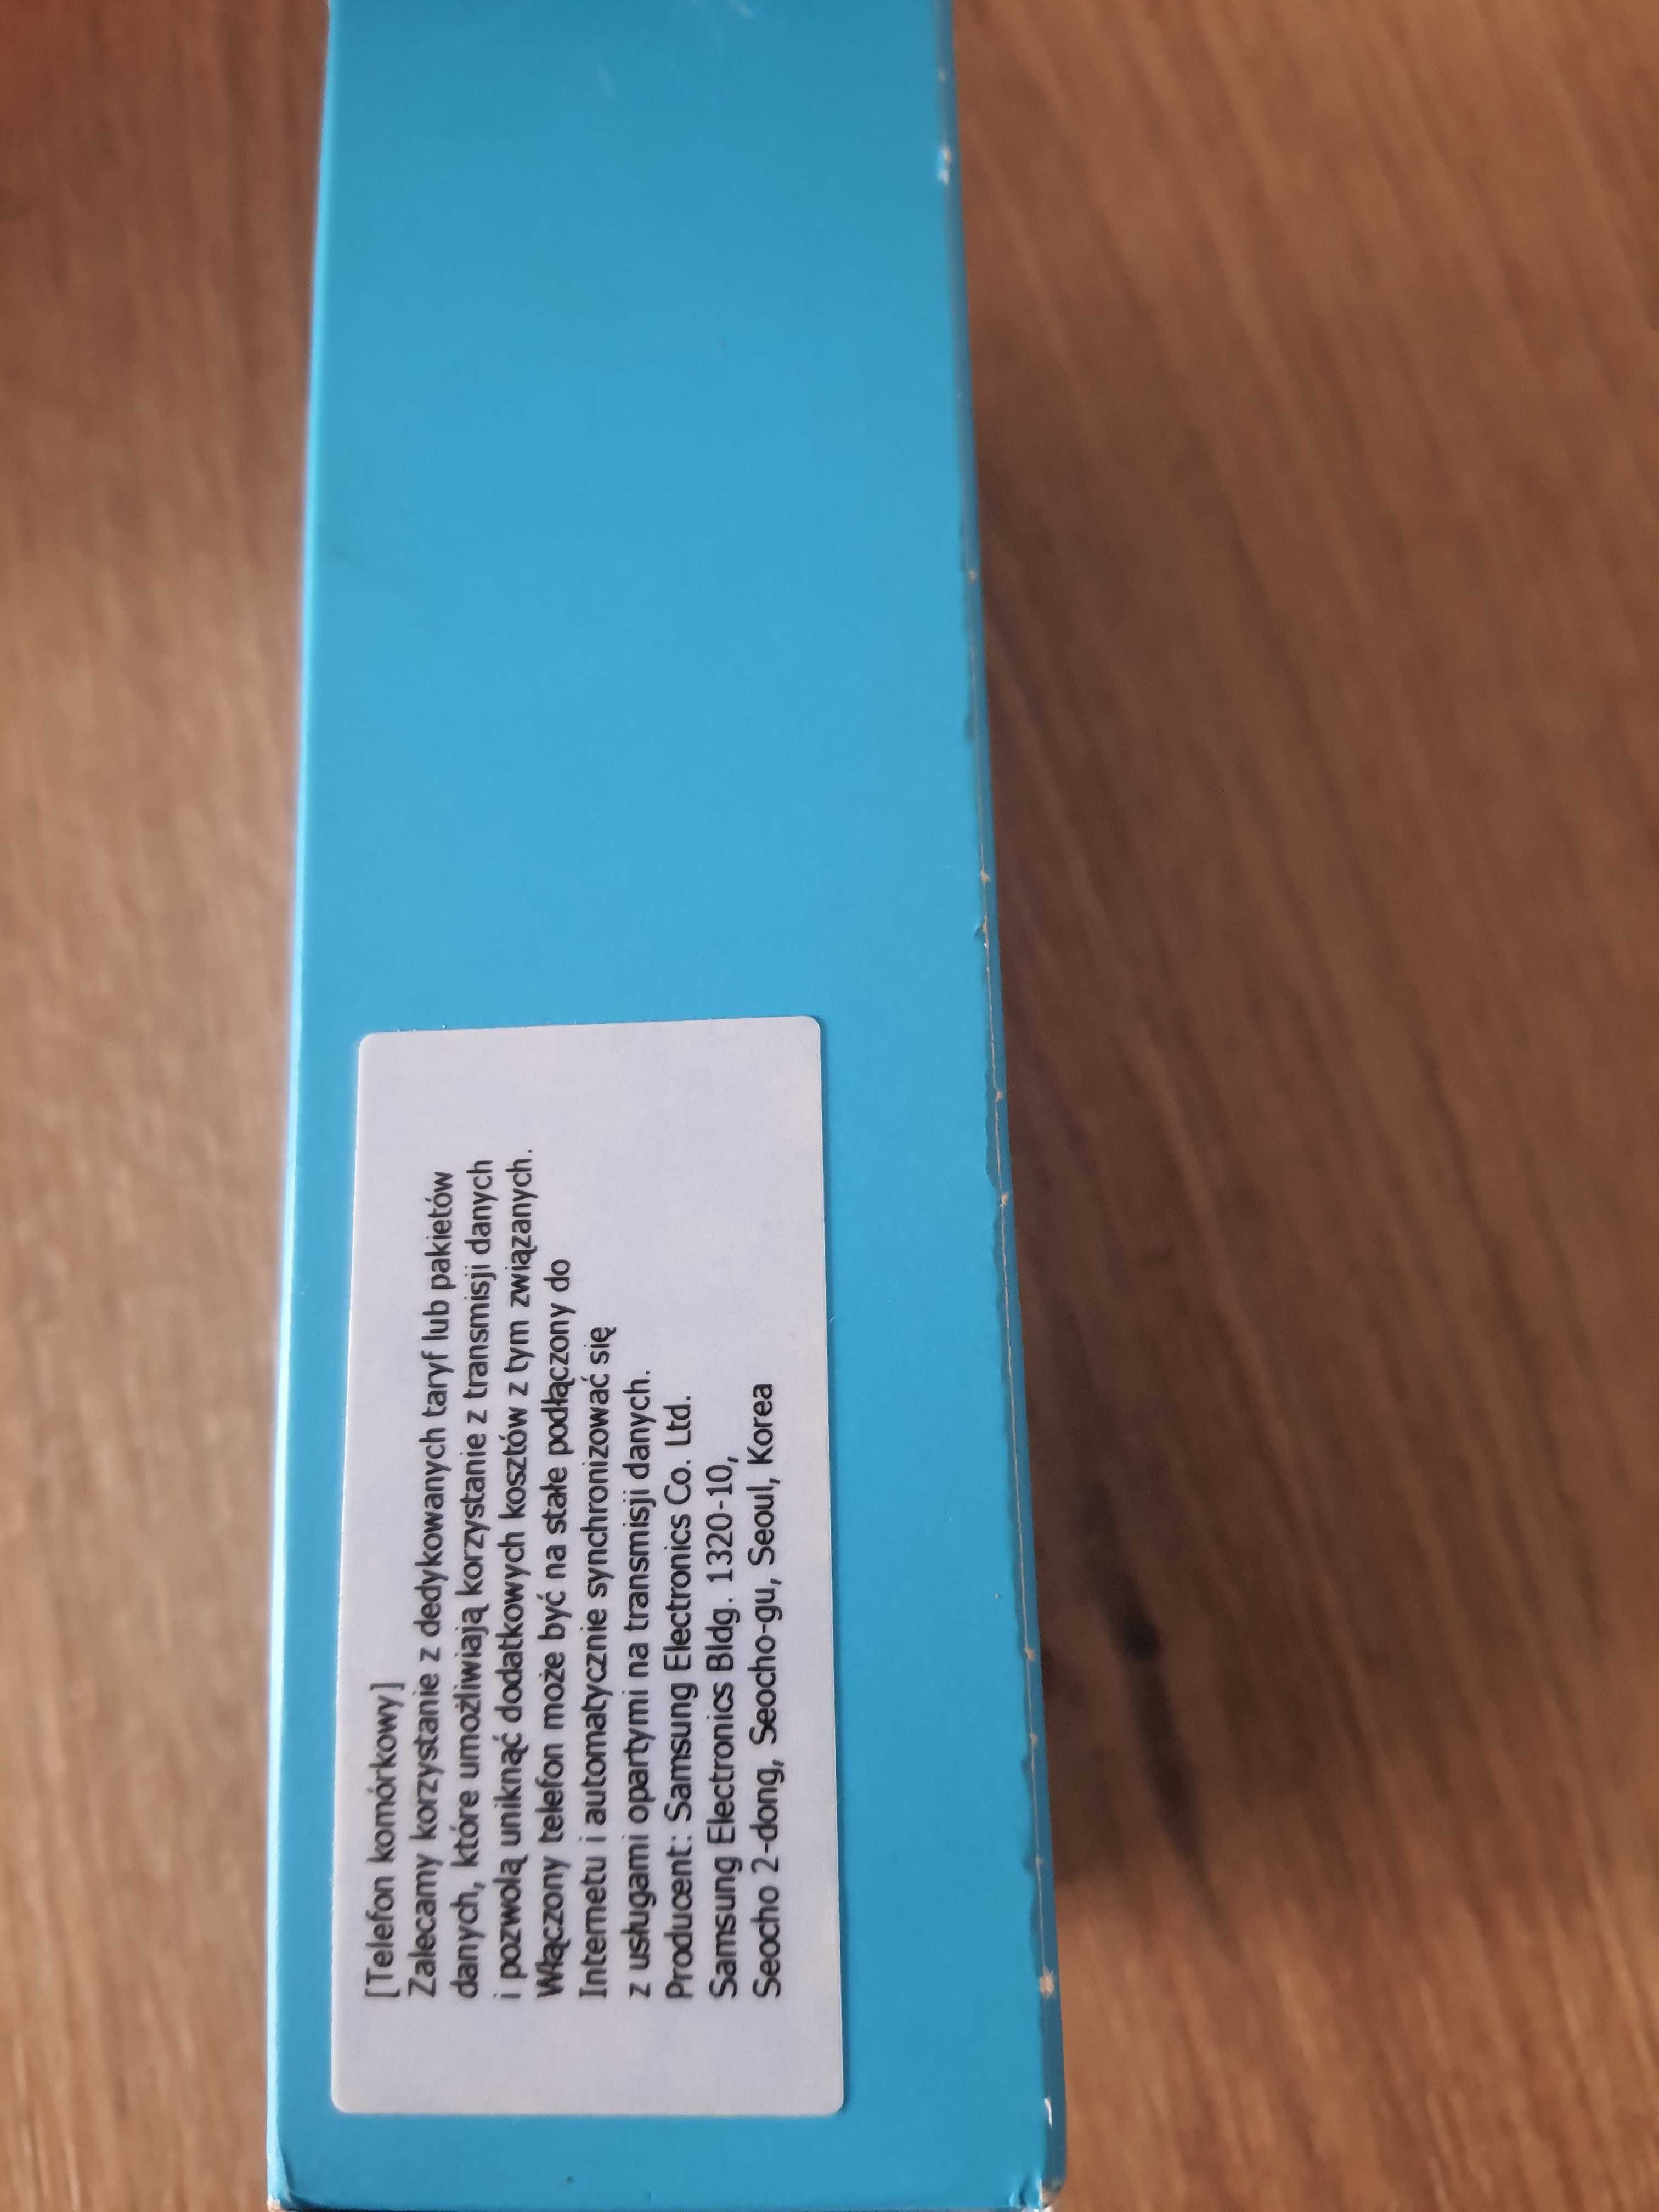 [Telefon komórkowy]
Zalecamy korzystanie z dedykowanych taryf lub pakietów
danych, które umożliwiają korzystanie z transmisji danych
i pozwolą uniknąć dodatkowych kosztów z tym związanych.
Włączony telefon może być na stałe podłączony do
Internetu i automatycznie synchronizować się
z usługami opartymi na transmisji danych.
Producent: Samsung Electronics Co. Ltd.
Samsung Electronics Bldg. 1320-10,
Seocho 2-dong, Seocho-gu, Seoul, Korea